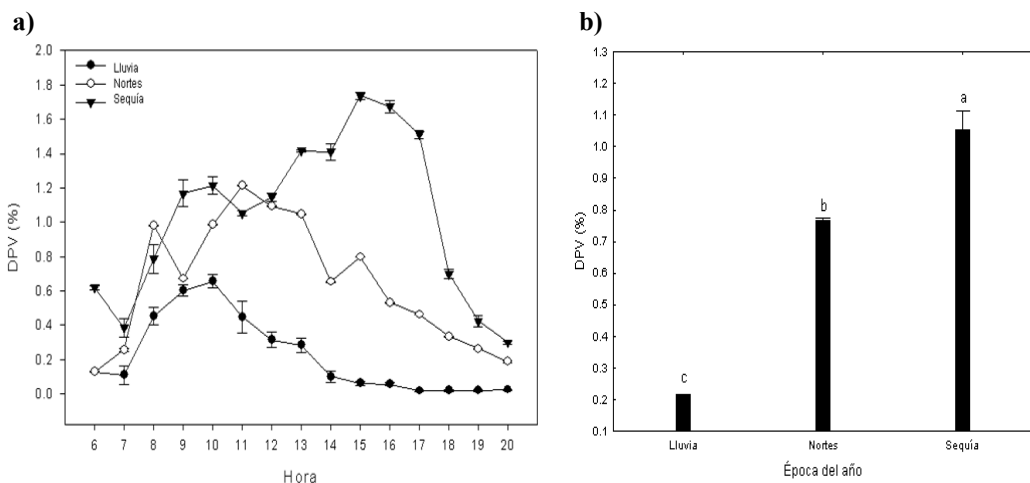 a)
2.0
1.8
1.6
1.4
1.2
1.0
0.8
0.6
0.4
0.2
0.0
DPV (%)
Lluvia
Nortes
Sequía
6 7 8 9 10 11 12 13 14 15 16 17 18 19 20
Hora
b)
1.3
1.2
1.1
1.0
0.9
0.8
0.7
0.6
0.5
0.4
0.3
0.2
0.1
DPV (%)
c
b
a
Lluvia Nortes Sequía
Época del año